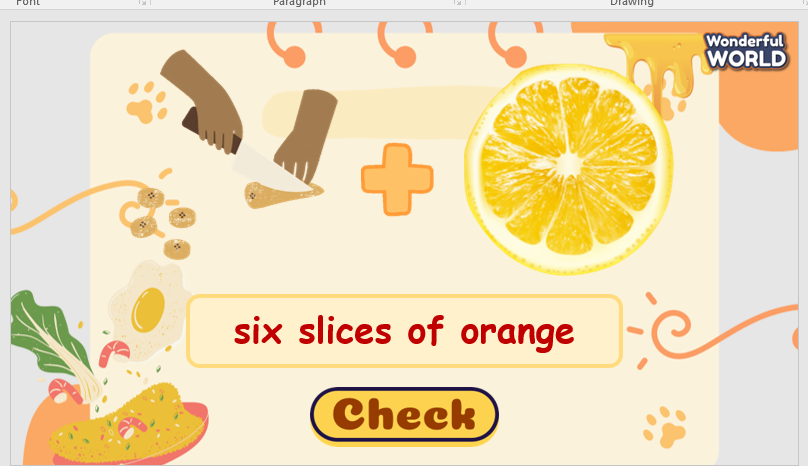 Font
Paragraph
Drawing
Wonderful
WORLD
six slices of orange
Check